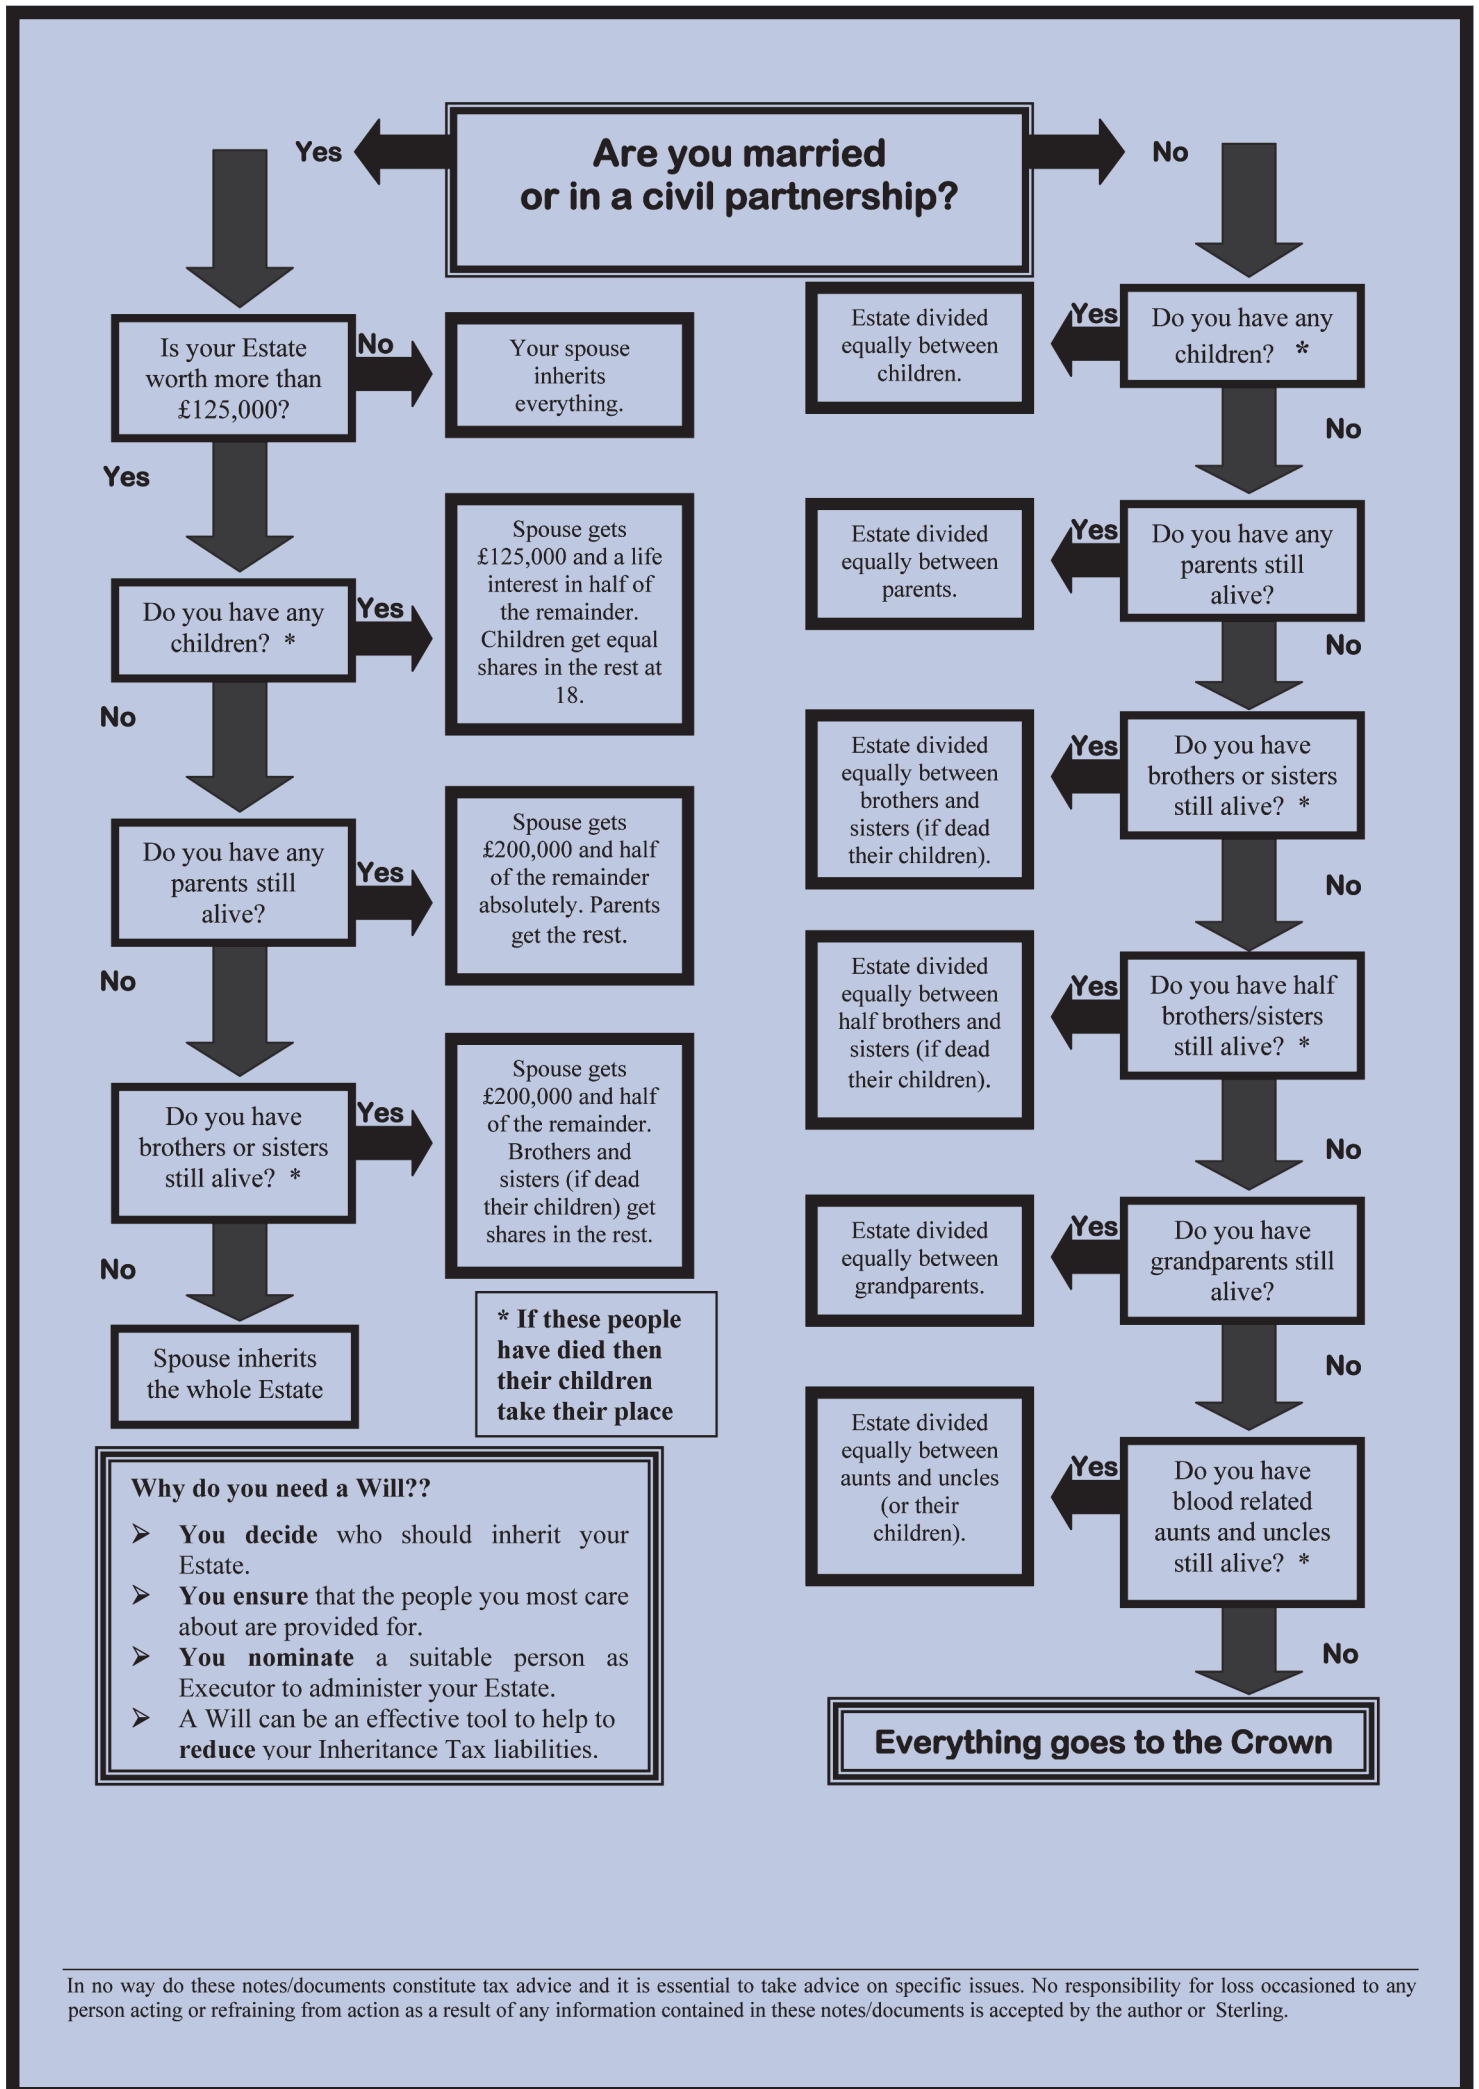 Are you married
or in a civil partnership?
Yes
No
Is your Estate
worth more than
£125,000?
No
Your spouse
inherits
everything.
Yes
Do you have any
children? *
Yes
Spouse gets
£125,000 and a life
interest in half of
the remainder.
Children get equal
shares in the rest at
18.
No
Do you have any
parents still
alive?
Yes
Spouse gets
£200,000 and half
of the remainder
absolutely. Parents
get the rest.
No
Do you have
brothers or sisters
still alive? *
Yes
Spouse gets
£200,000 and half
of the remainder.
Brothers and
sisters (if dead
their children) get
shares in the rest.
No
Spouse inherits
the whole Estate
* If these people
have died then
their children
take their place
Do you have any
children? *
Yes
Estate divided
equally between
children.
No
Do you have any
parents still
alive?
Yes
Estate divided
equally between
parents.
No
Do you have
brothers or sisters
still alive? *
Yes
Estate divided
equally between
brothers and
sisters (if dead
their children).
No
Do you have half
brothers/sisters
still alive? *
Yes
Estate divided
equally between
half brothers and
sisters (if dead
their children).
No
Do you have
grandparents still
alive?
Yes
Estate divided
equally between
grandparents.
No
Do you have
blood related
aunts and uncles
still alive? *
Yes
Estate divided
equally between
aunts and uncles
(or their
children).
No
Everything goes to the Crown
Why do you need a Will??
➢ You decide who should inherit your
Estate.
➢ You ensure that the people you most care
about are provided for.
➢ You nominate a suitable person as
Executor to administer your Estate.
➢ A Will can be an effective tool to help to
reduce your Inheritance Tax liabilities.
In no way do these notes/documents constitute tax advice and it is essential to take advice on specific issues. No responsibility for loss occasioned to any
person acting or refraining from action as a result of any information contained in these notes/documents is accepted by the author or Sterling.